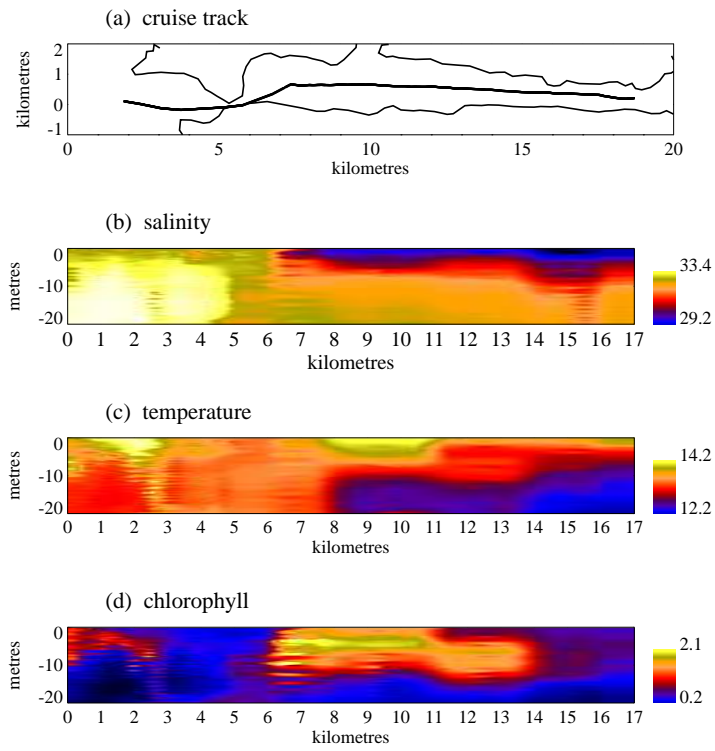 (a) cruise track
kilometres
2
1
0
-1
0 5 10 15 20
kilometres
(b) salinity
metres
0
-10
-20
33.4
29.2
0 1 2 3 4 5 6 7 8 9 10 11 12 13 14 15 16 17
kilometres
(c) temperature
metres
0
-10
-20
14.2
12.2
0 1 2 3 4 5 6 7 8 9 10 11 12 13 14 15 16 17
kilometres
(d) chlorophyll
metres
0
-10
-20
2.1
0.2
0 1 2 3 4 5 6 7 8 9 10 11 12 13 14 15 16 17
kilometres